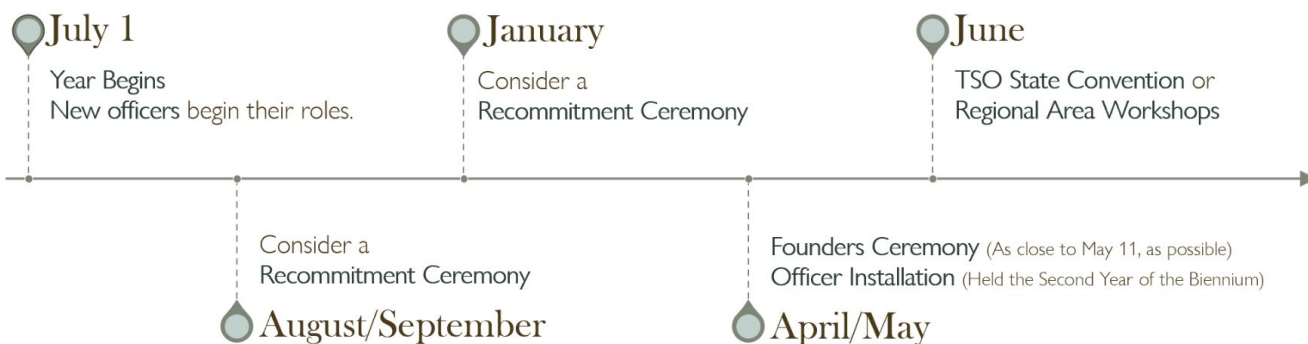 July 1
Year Begins
New officers begin their roles.
January
Consider a
Recommitment Ceremony
June
TSO State Convention or
Regional Area Workshops
Consider a
Recommitment Ceremony
August/September
Founders Ceremony (As close to May 11, as possible)
Officer Installation (Held the Second Year of the Biennium)
April/May